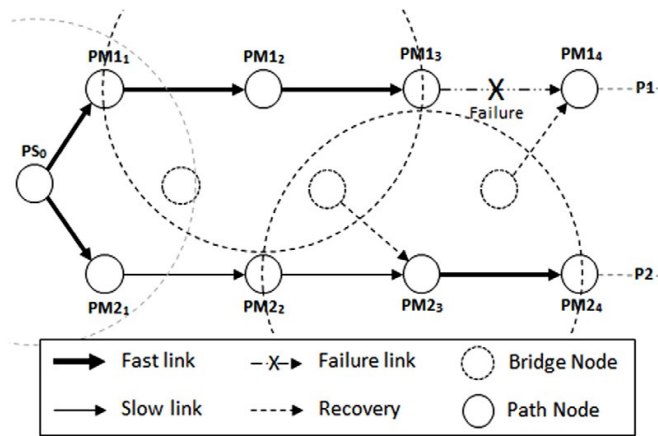 PM1₁ PM1₂ PM1₃ PM1₄
P1
X
Failure
PS₀
P2
PM2₁ PM2₂ PM2₃ PM2₄
Fast link X Failure link Bridge Node
Slow link Recovery Path Node